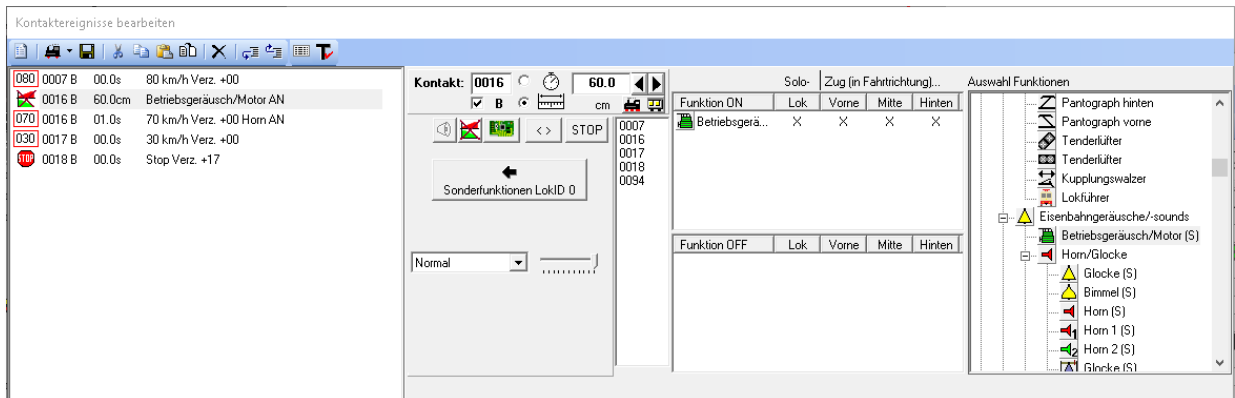 Kontaktereignisse bearbeiten
080 0007 B 00.0s 80 km/h Verz. +00
0016 B 60.0cm Betriebsgeräusch/Motor AN
070 0016 B 01.0s 70 km/h Verz. +00 Horn AN
030 0017 B 00.0s 30 km/h Verz. +00
STOP 0018 B 00.0s Stop Verz. +17
Kontakt: 0016 60.0
B cm
<> STOP
Sonderfunktionen LokID 0
Normal
0007
0016
0017
0018
0094
Solo- Zug (in Fahrtrichtung)...
Funktion ON Lok Vorne Mitte Hinten
Betriebsgerä... X X X X
Funktion OFF Lok Vorne Mitte Hinten
Auswahl Funktionen
Pantograph hinten
Pantograph vorne
Tenderlüfter
Tenderlüfter
Kupplungswalzer
Lokführer
Eisenbahngeräusche/-sounds
Betriebsgeräusch/Motor (S)
Horn/Glocke
Glocke (S)
Bimmel (S)
Horn (S)
1 Horn 1 (S)
2 Horn 2 (S)
Glocke (S)